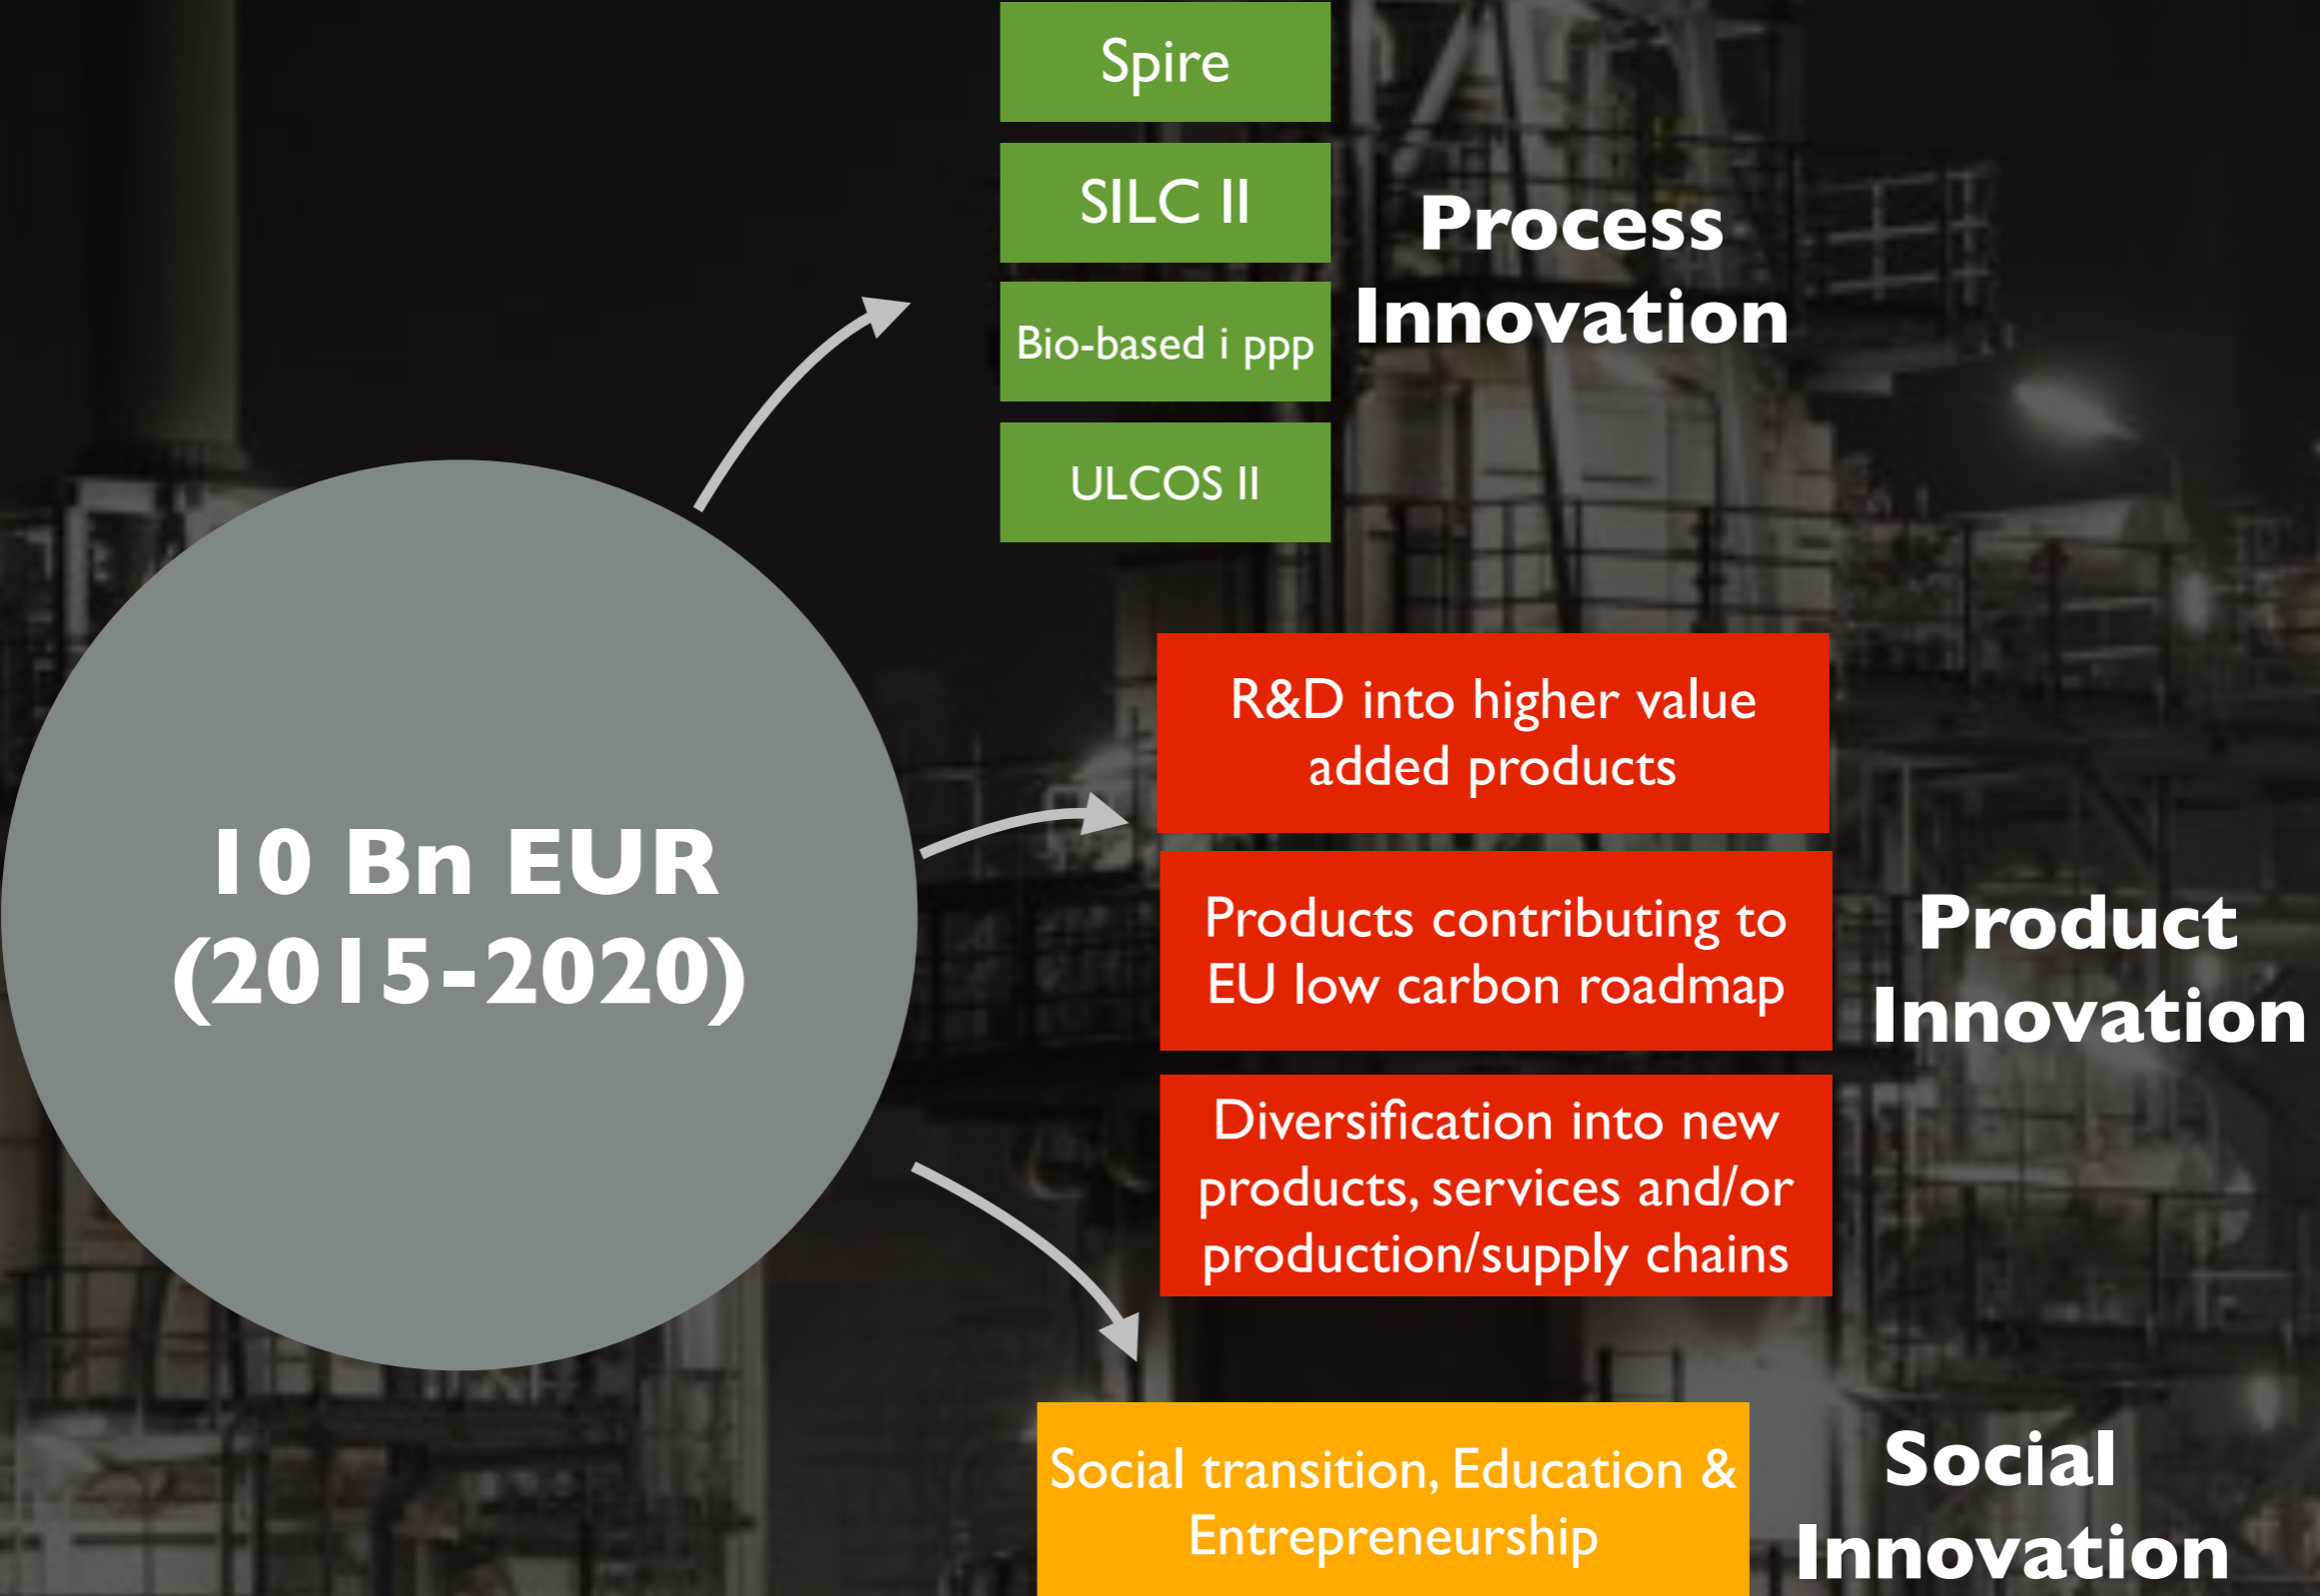 10 Bn EUR
(2015-2020)
Spire
SILC II
Bio-based i ppp
ULCOS II
Process
Innovation
R&D into higher value
added products
Products contributing to
EU low carbon roadmap
Diversification into new
products, services and/or
production/supply chains
Product
Innovation
Social transition, Education &
Entrepreneurship
Social
Innovation